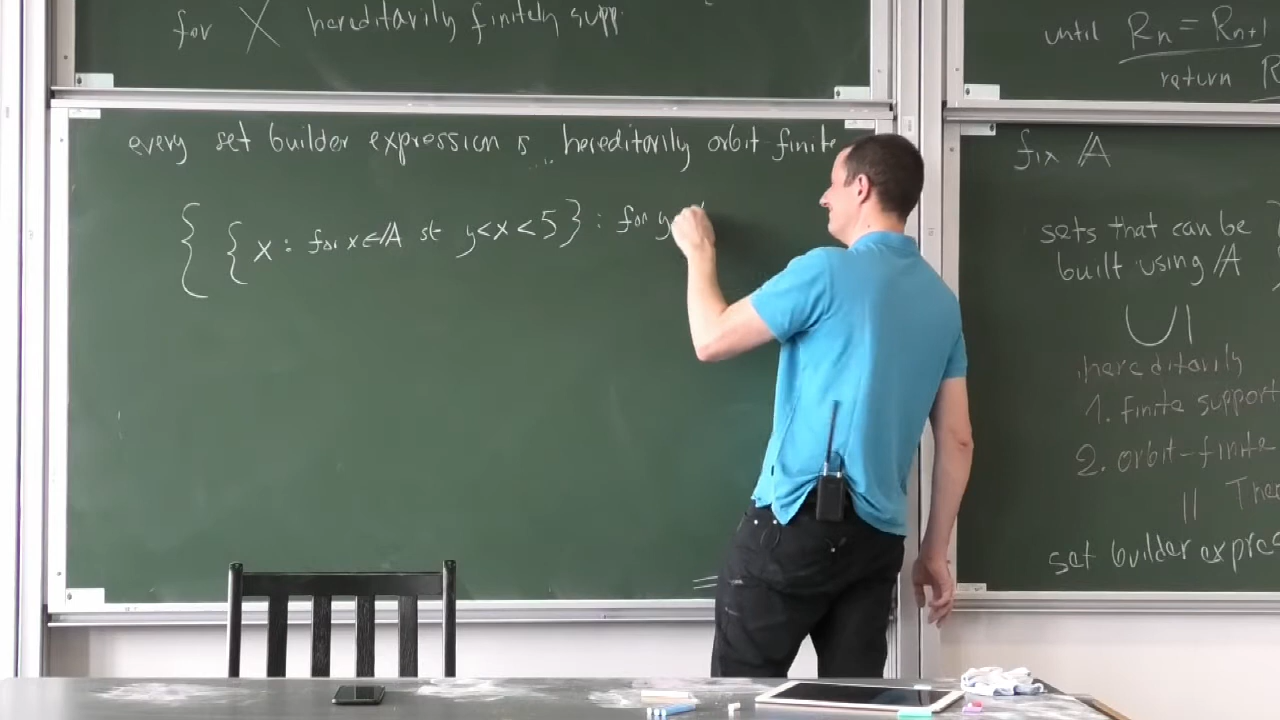 for X hereditarily finitely supp.
every set builder expression is hereditarily orbit finite
{ { x : for x∈𝔸 st y<x<5 } : for y
until Rn = Rn+1
return R
fix 𝔸
sets that can be
built using 𝔸
∪|
hereditarily
1. finite support
2. orbit-finite
|| The
set builder expres